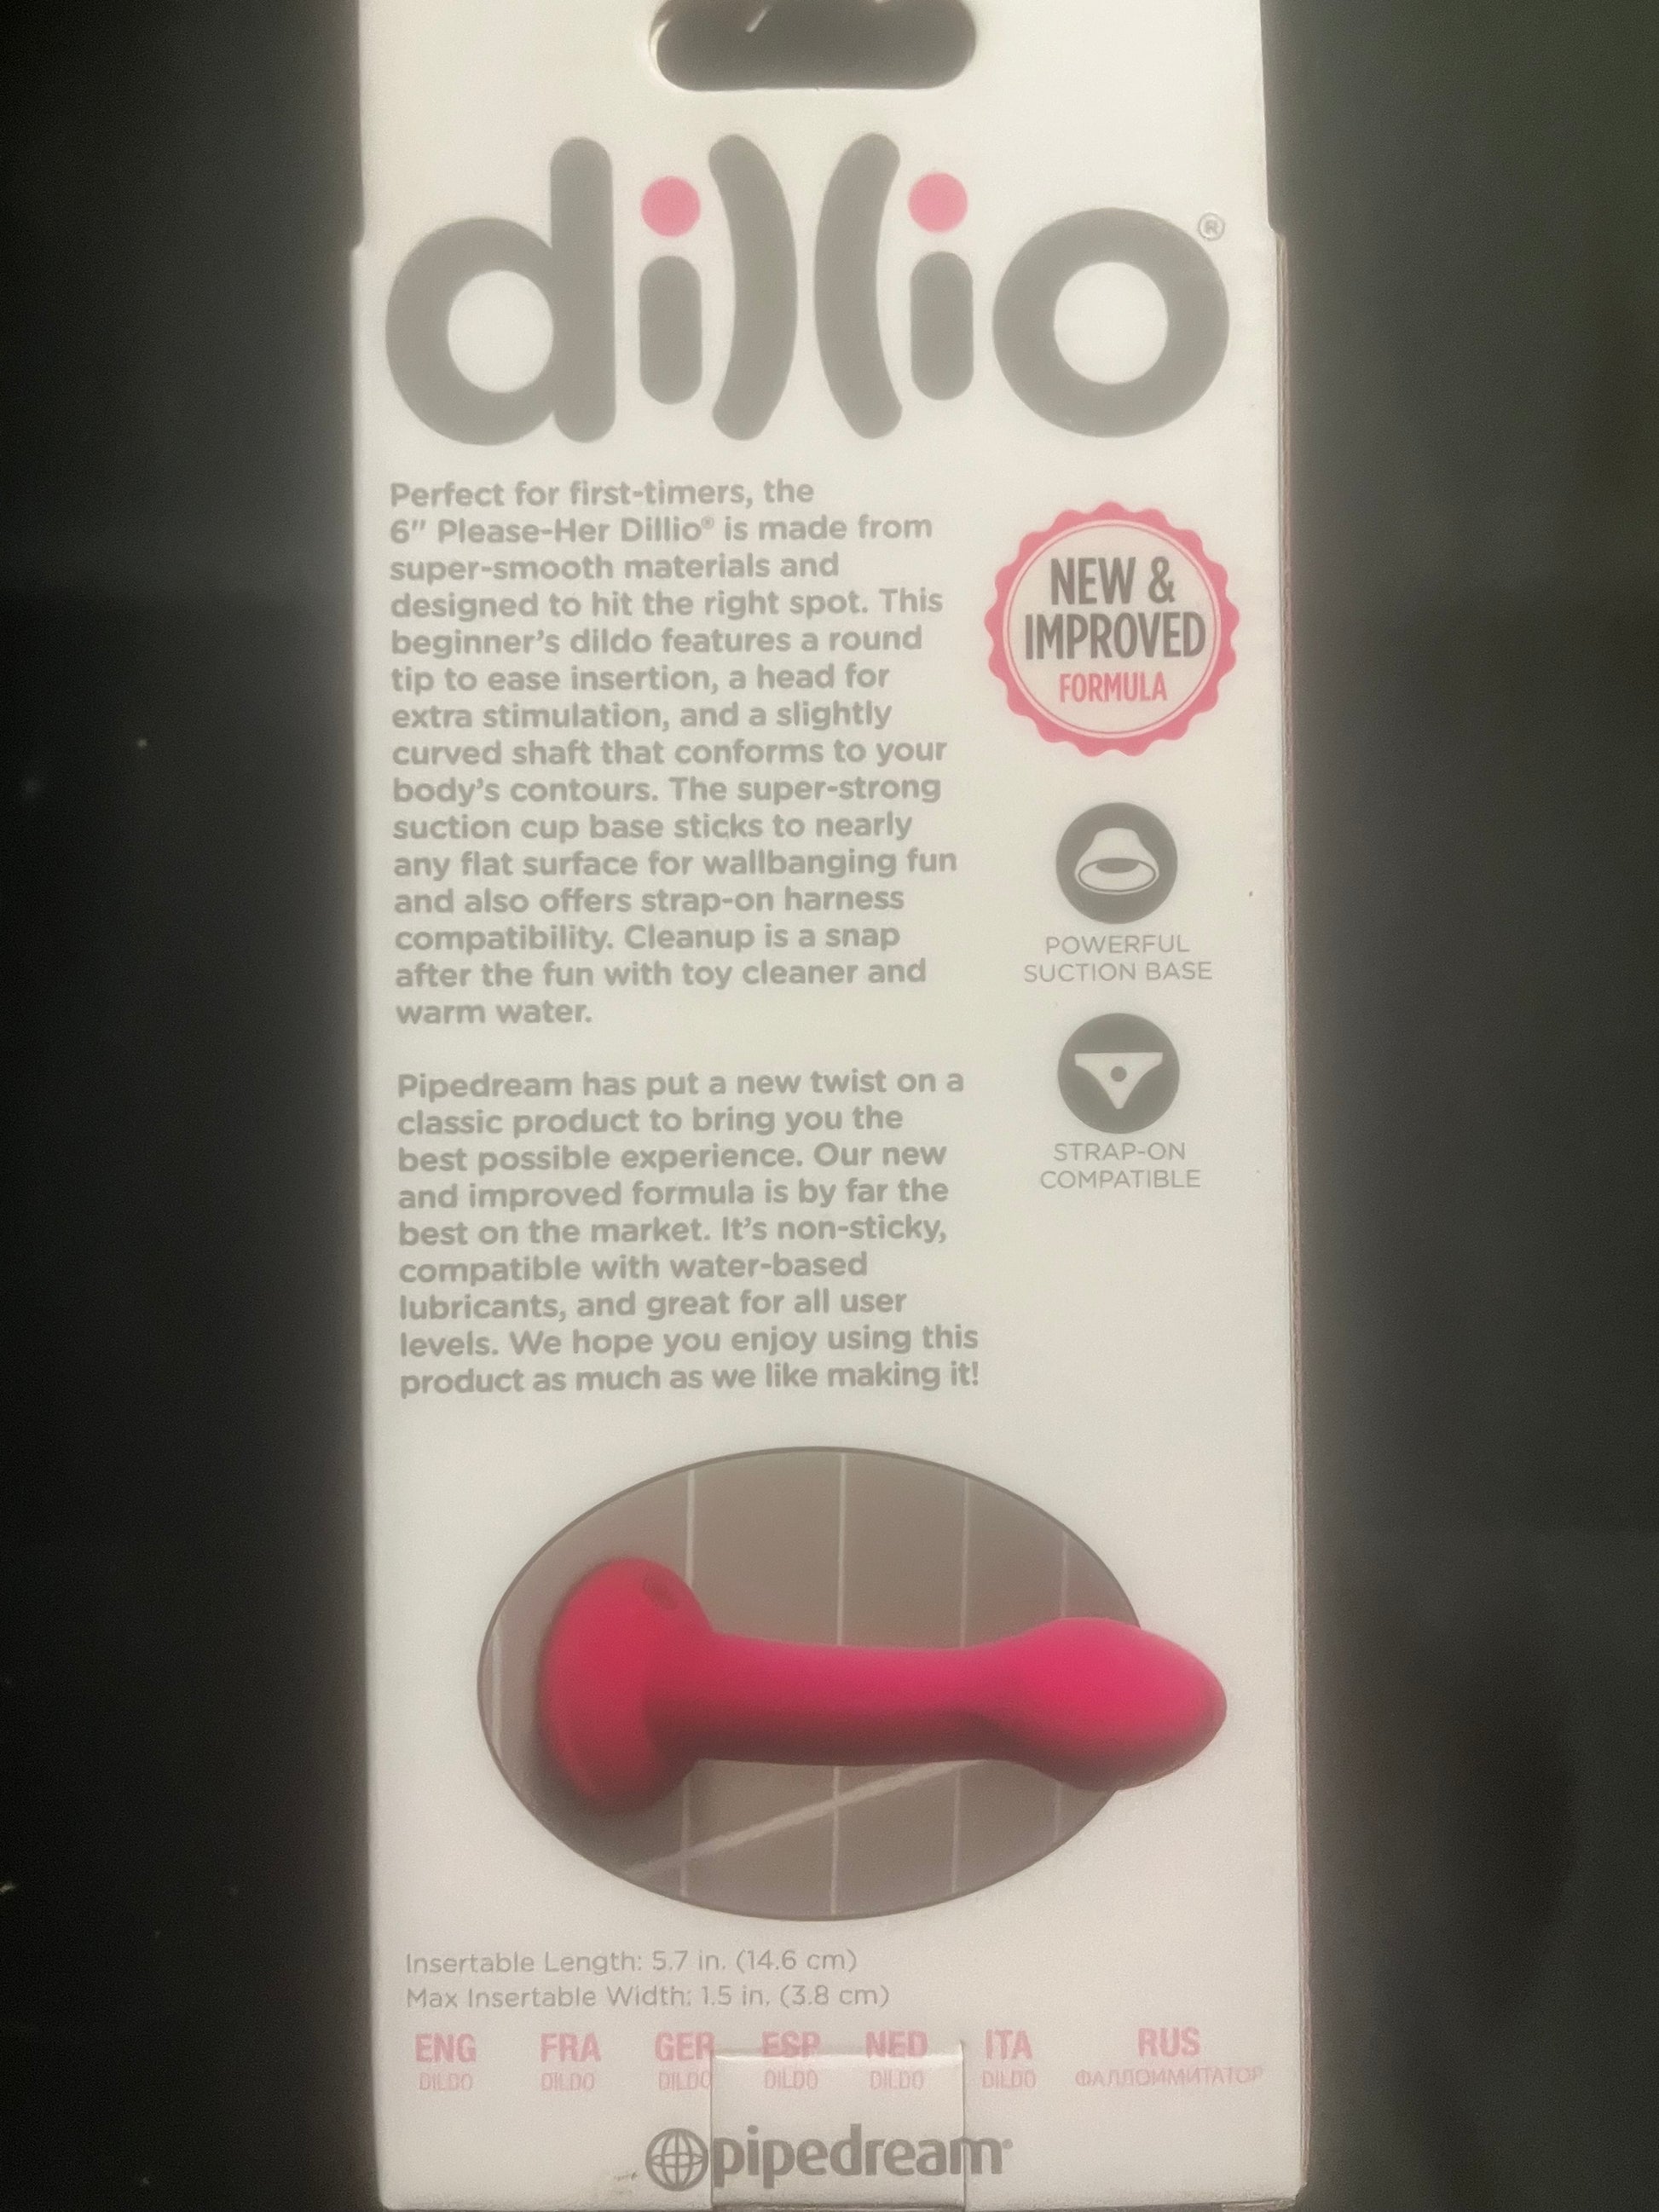 dillio®
Perfect for first-timers, the
6" Please-Her Dillio® is made from
super-smooth materials and
designed to hit the right spot. This
beginner's dildo features a round
tip to ease insertion, a head for
extra stimulation, and a slightly
curved shaft that conforms to your
body's contours. The super-strong
suction cup base sticks to nearly
any flat surface for wallbanging fun
and also offers strap-on harness
compatibility. Cleanup is a snap
after the fun with toy cleaner and
warm water.
Pipedream has put a new twist on a
classic product to bring you the
best possible experience. Our new
and improved formula is by far the
best on the market. It's non-sticky,
compatible with water-based
lubricants, and great for all user
levels. We hope you enjoy using this
product as much as we like making it!
NEW &
IMPROVED
FORMULA
POWERFUL
SUCTION BASE
STRAP-ON
COMPATIBLE
Insertable Length: 5.7 in. (14.6 cm)
Max Insertable Width: 1.5 in. (3.8 cm)
ENG FRA GER ESP NED ITA RUS
DILDO DILDO DILDO DILDO DILDO DILDO ФАЛЛОИММИТАТОР
pipedream®